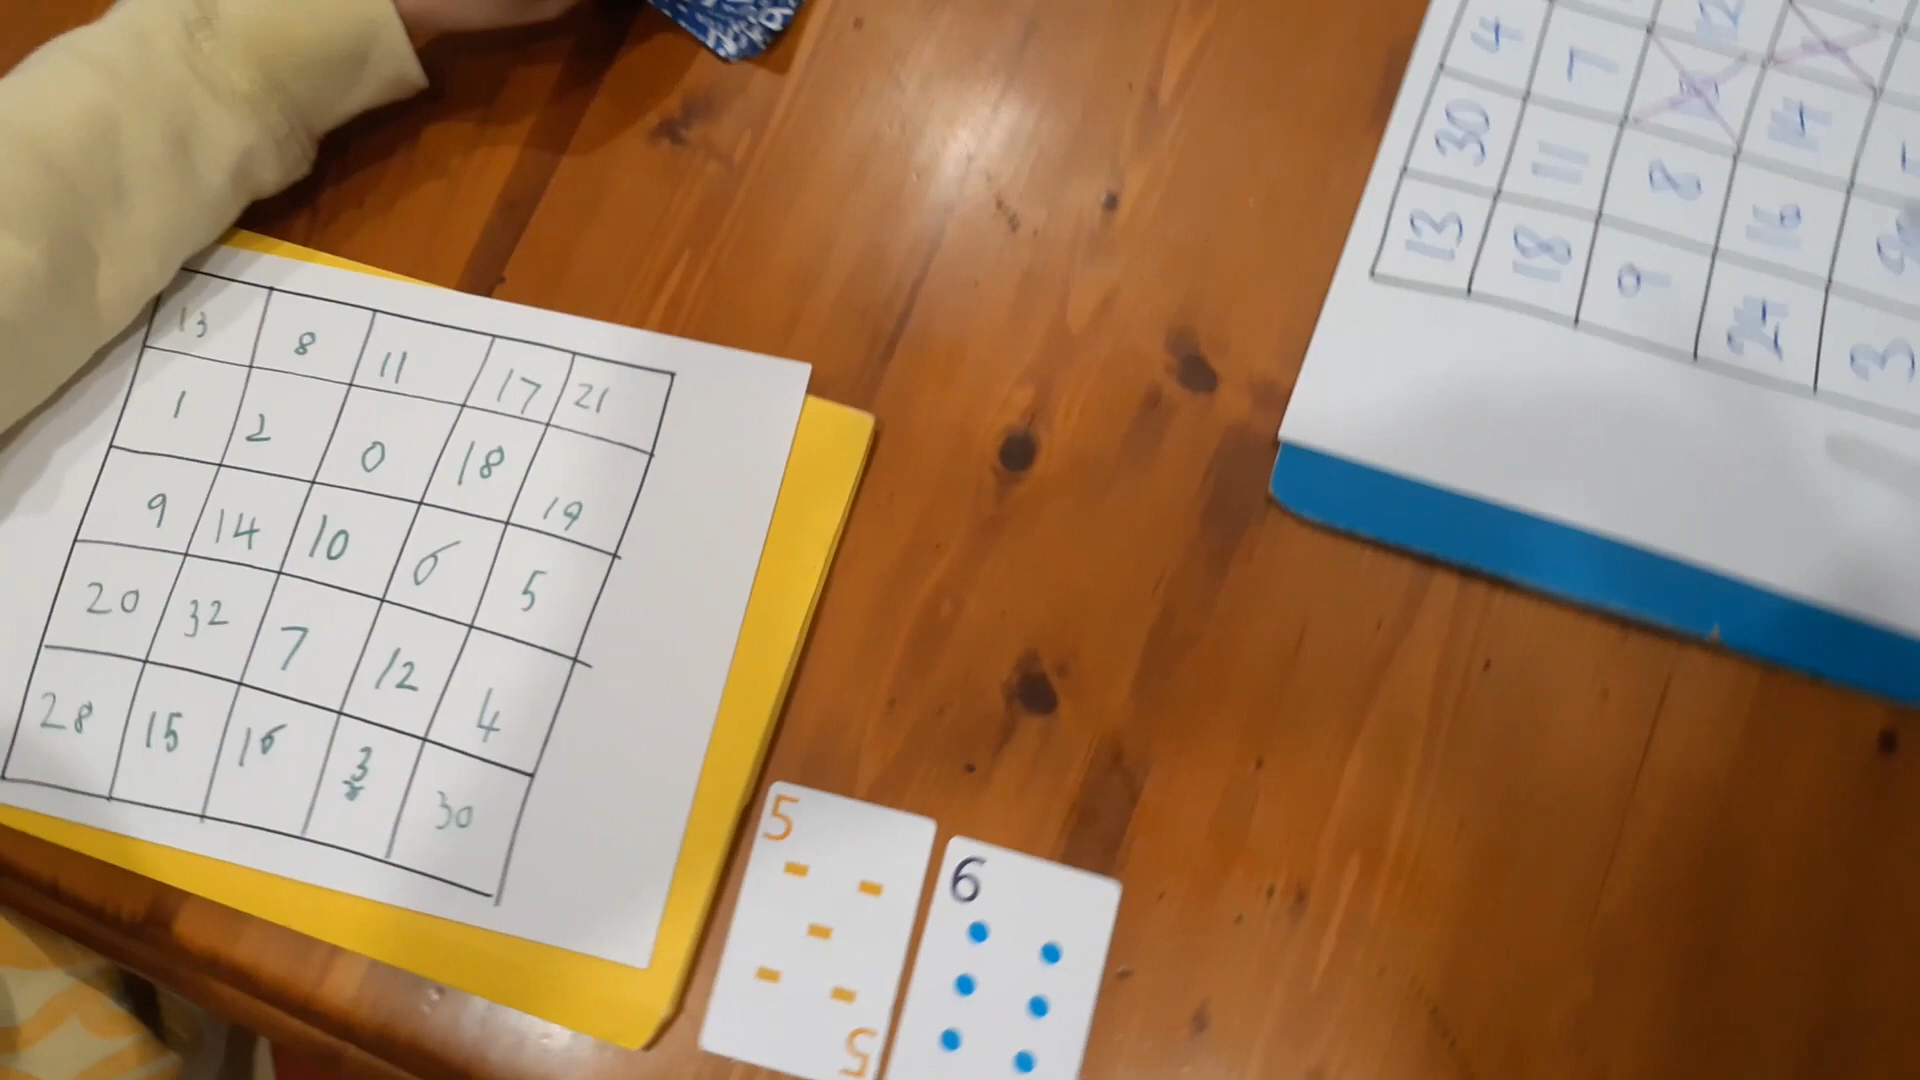 13 8 11 17 21
1 2 0 18 19
9 14 10 6 5
20 32 7 12 4
28 15 16 3 4
30
5
5
6
4 7 12
30 11 8 14
13 18 9 16
24 3